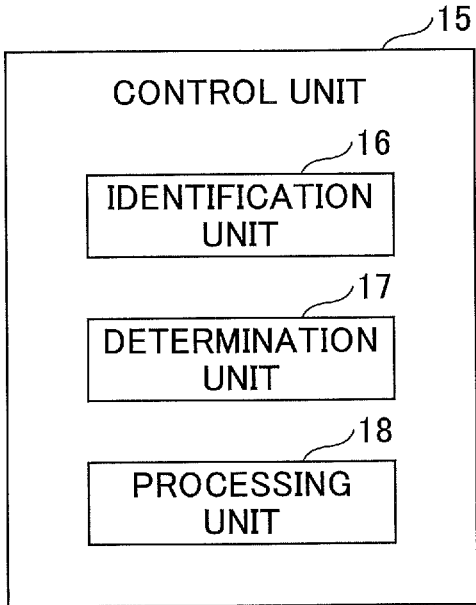 15
CONTROL UNIT
16
IDENTIFICATION
UNIT
17
DETERMINATION
UNIT
18
PROCESSING
UNIT